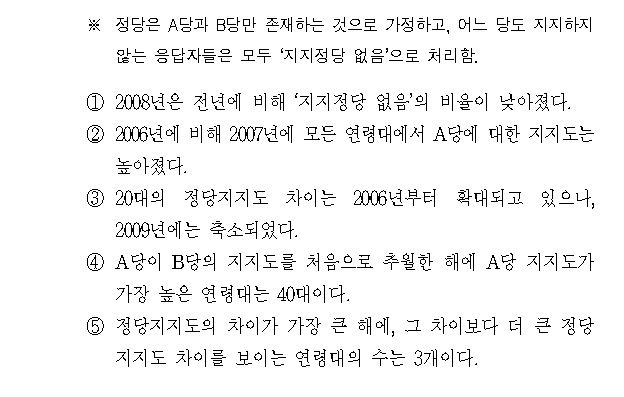 ※ 정당은 A당과 B당만 존재하는 것으로 가정하고, 어느 당도 지지하지
않는 응답자들은 모두 '지지정당 없음'으로 처리함.
① 2008년은 전년에 비해 '지지정당 없음'의 비율이 낮아졌다.
② 2006년에 비해 2007년에 모든 연령대에서 A당에 대한 지지도는
높아졌다.
③ 20대의 정당지지도 차이는 2006년부터 확대되고 있으나,
2009년에는 축소되었다.
④ A당이 B당의 지지도를 처음으로 추월한 해에 A당 지지도가
가장 높은 연령대는 40대이다.
⑤ 정당지지도의 차이가 가장 큰 해에, 그 차이보다 더 큰 정당
지지도 차이를 보이는 연령대의 수는 3개이다.